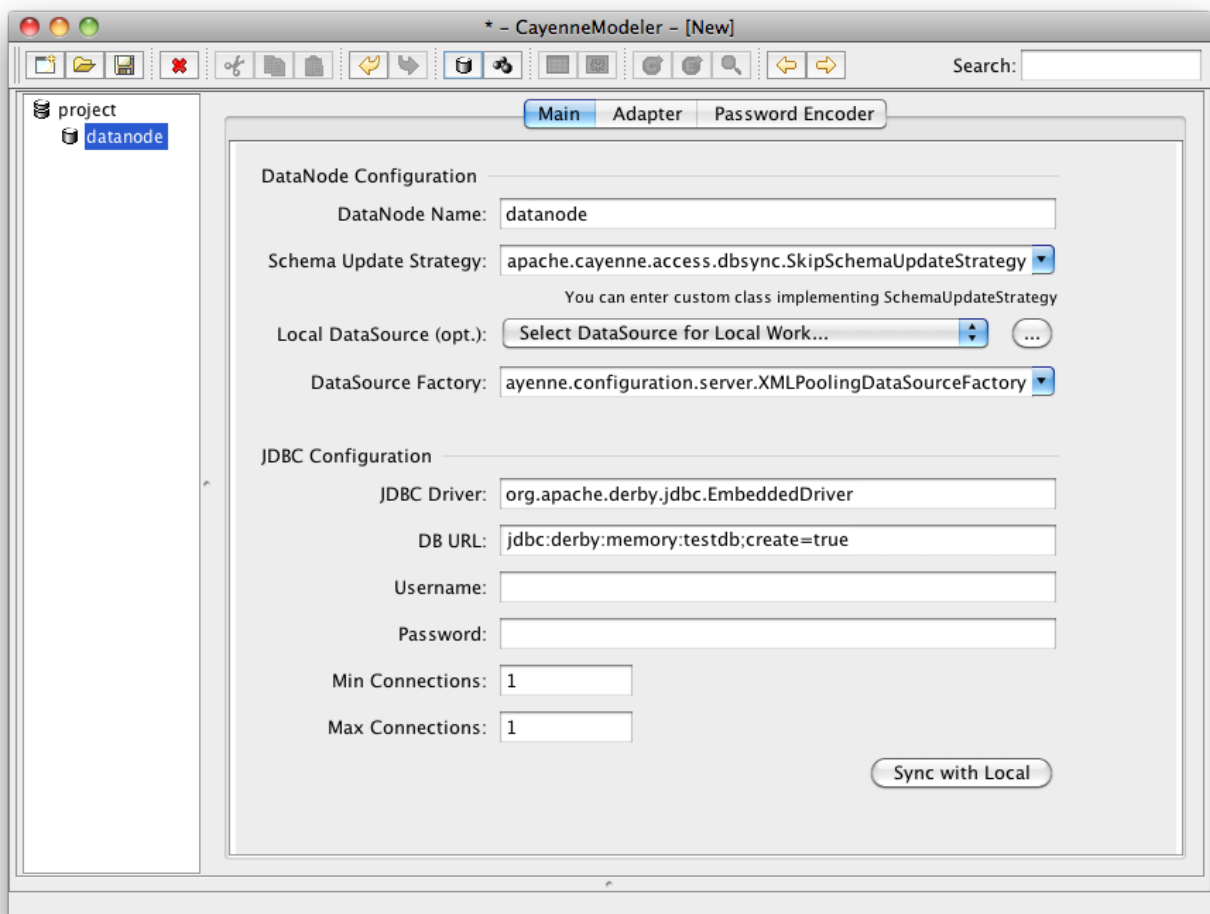 * – CayenneModeler – [New]
Search:
project
datanode
Main Adapter Password Encoder
DataNode Configuration
DataNode Name: datanode
Schema Update Strategy: apache.cayenne.access.dbsync.SkipSchemaUpdateStrategy
You can enter custom class implementing SchemaUpdateStrategy
Local DataSource (opt.): Select DataSource for Local Work... ...
DataSource Factory: ayenne.configuration.server.XMLPoolingDataSourceFactory
JDBC Configuration
JDBC Driver: org.apache.derby.jdbc.EmbeddedDriver
DB URL: jdbc:derby:memory:testdb;create=true
Username:
Password:
Min Connections: 1
Max Connections: 1
Sync with Local